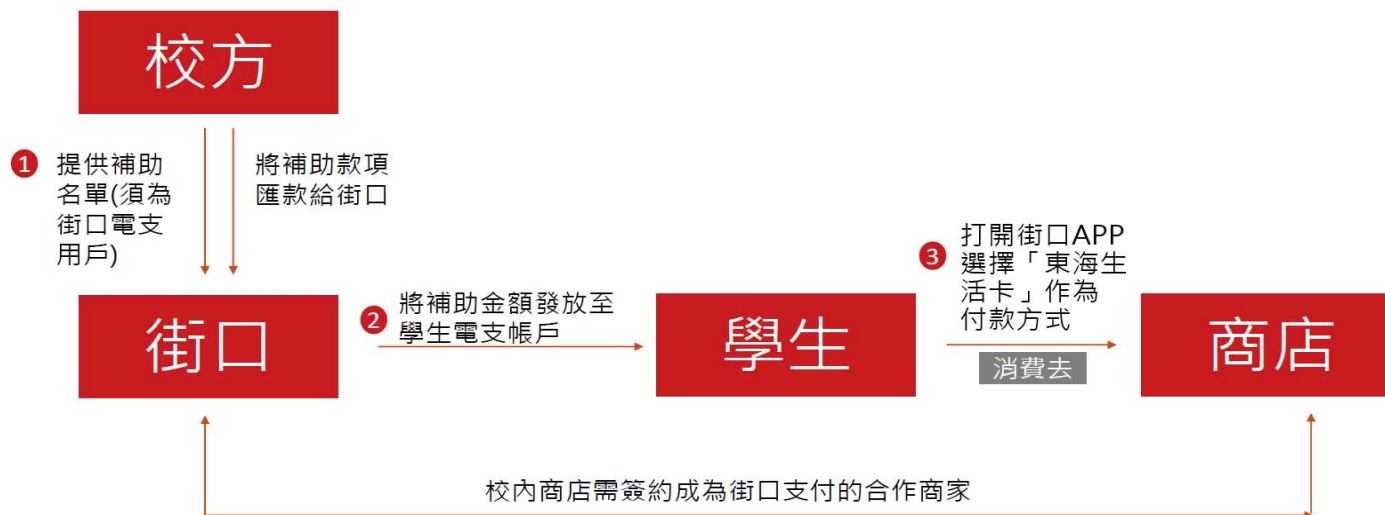 校方
1
提供補助
名單(須為
街口電支
用戶)
將補助款項
匯款給街口
街口
2
將補助金額發放至
學生電支帳戶
學生
3
打開街口APP
選擇「東海生
活卡」作為
付款方式
消費去
商店
校內商店需簽約成為街口支付的合作商家